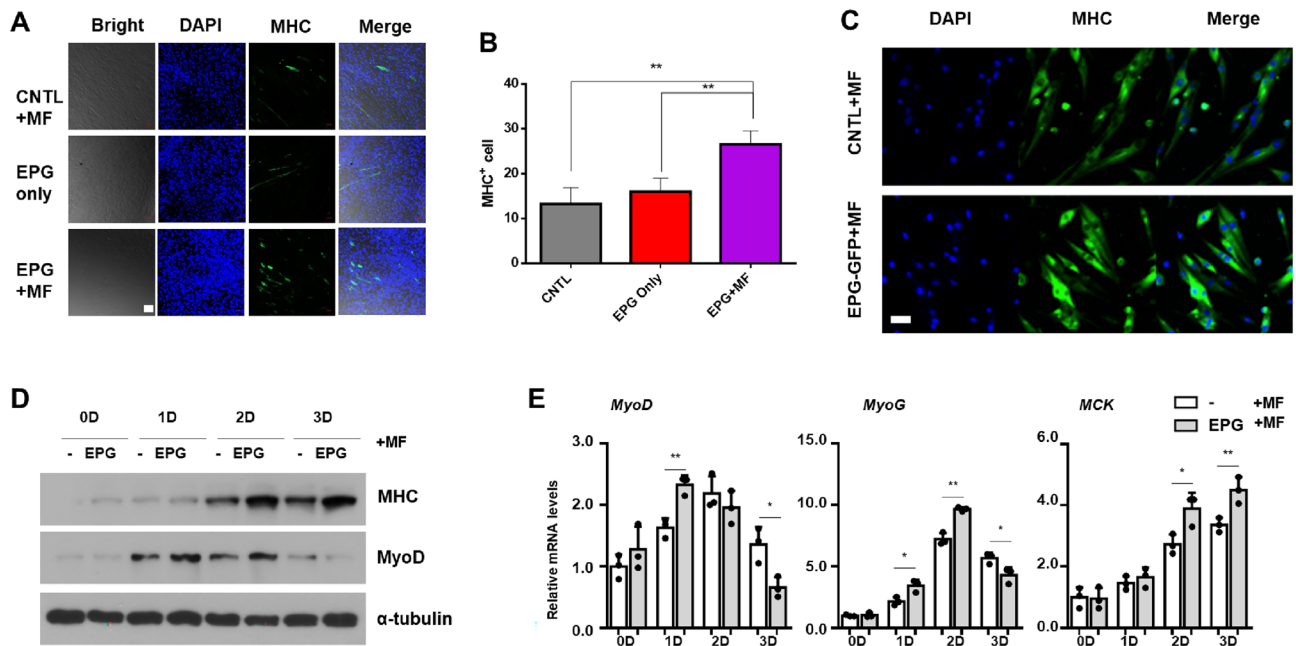 A
Bright DAPI MHC Merge
CNTL
+MF
EPG
only
EPG
+MF
B
** 
**
MHC+ cell
40
30
20
10
0
CNTL
EPG Only
EPG+MF
C
DAPI MHC Merge
CNTL+MF
EPG-GFP+MF
D
0D 1D 2D 3D
+MF
- EPG - EPG - EPG - EPG
MHC
MyoD
α-tubulin
E
Relative mRNA levels
MyoD
3.0
2.0
1.0
0.0
**
*
0D 1D 2D 3D
MyoG
15.0
10.0
5.0
0.0
*
**
*
0D 1D 2D 3D
MCK
6.0
4.0
2.0
0.0
*
**
0D 1D 2D 3D
- +MF
EPG +MF